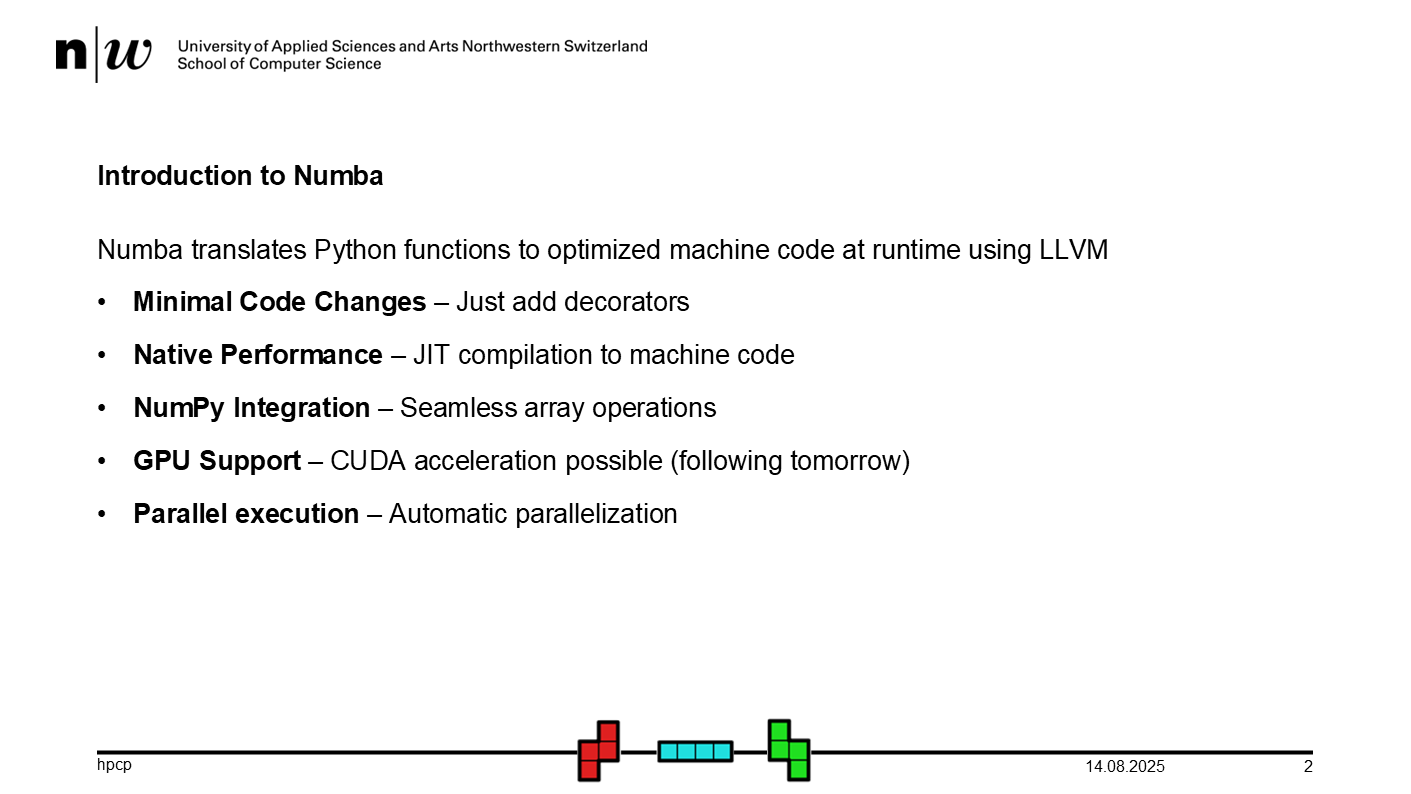 n|w University of Applied Sciences and Arts Northwestern Switzerland
School of Computer Science
Introduction to Numba
Numba translates Python functions to optimized machine code at runtime using LLVM
• Minimal Code Changes – Just add decorators
• Native Performance – JIT compilation to machine code
• NumPy Integration – Seamless array operations
• GPU Support – CUDA acceleration possible (following tomorrow)
• Parallel execution – Automatic parallelization
hpcp 14.08.2025 2